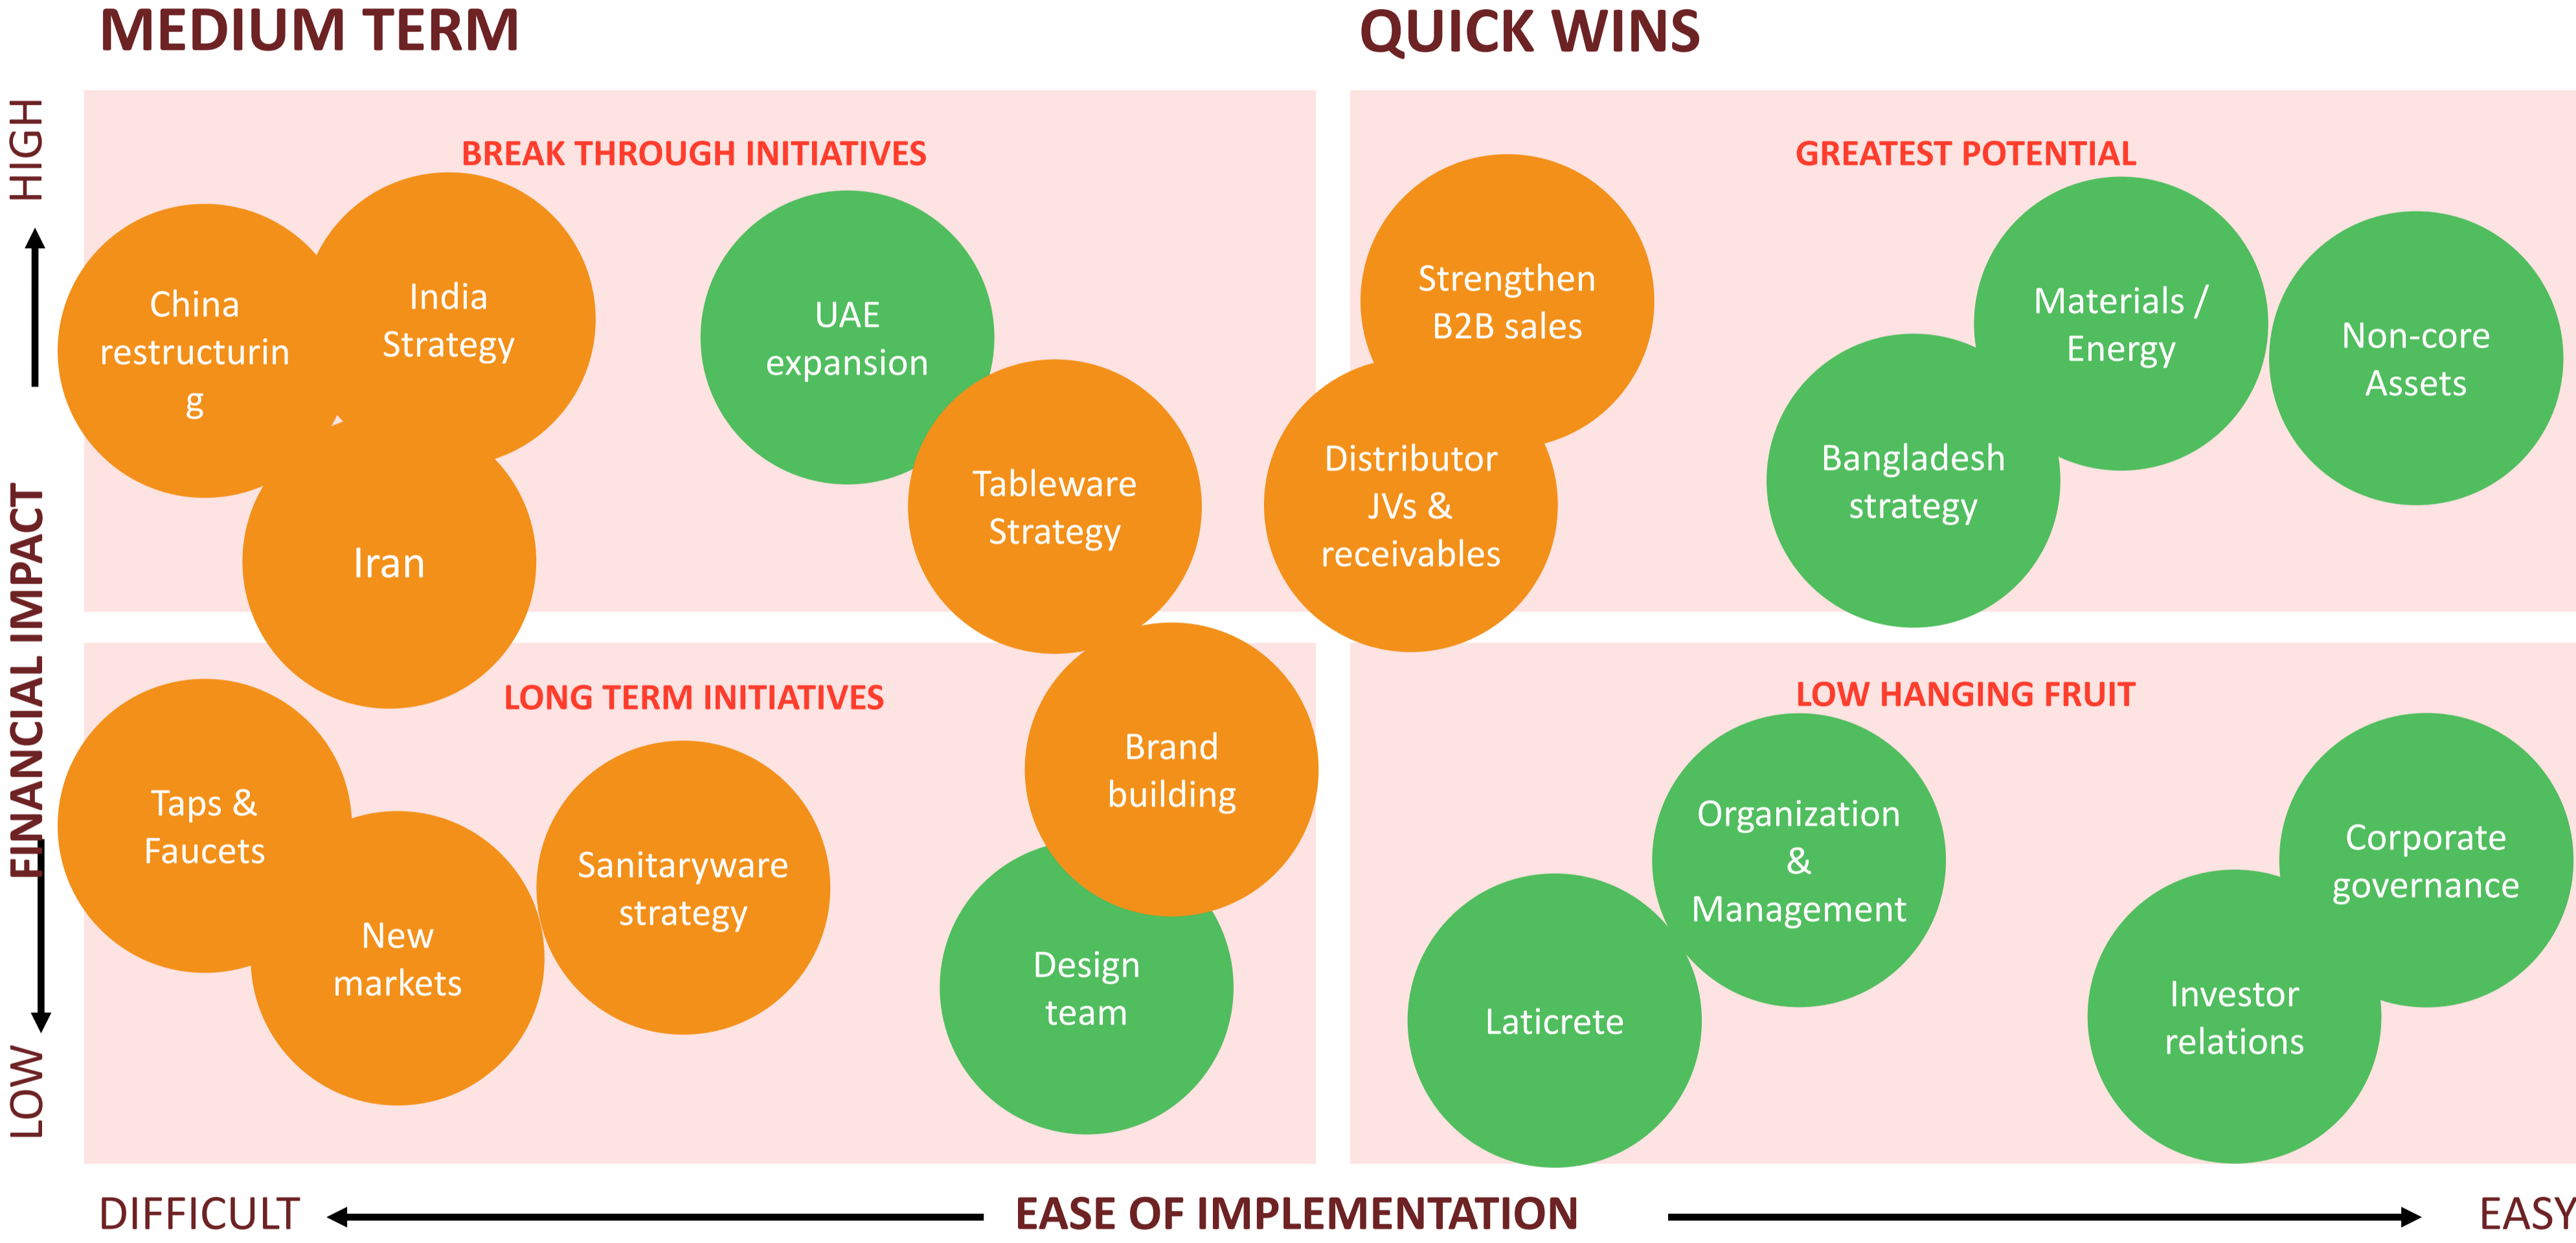 MEDIUM TERM
QUICK WINS
HIGH
FINANCIAL IMPACT
LOW
BREAK THROUGH INITIATIVES
China
restructurin
g
India
Strategy
UAE
expansion
Tableware
Strategy
Iran
GREATEST POTENTIAL
Strengthen
B2B sales
Distributor
JVs &
receivables
Materials /
Energy
Bangladesh
strategy
Non-core
Assets
LONG TERM INITIATIVES
Taps &
Faucets
New
markets
Sanitaryware
strategy
Brand
building
Design
team
LOW HANGING FRUIT
Organization
&
Management
Laticrete
Corporate
governance
Investor
relations
DIFFICULT
EASE OF IMPLEMENTATION
EASY